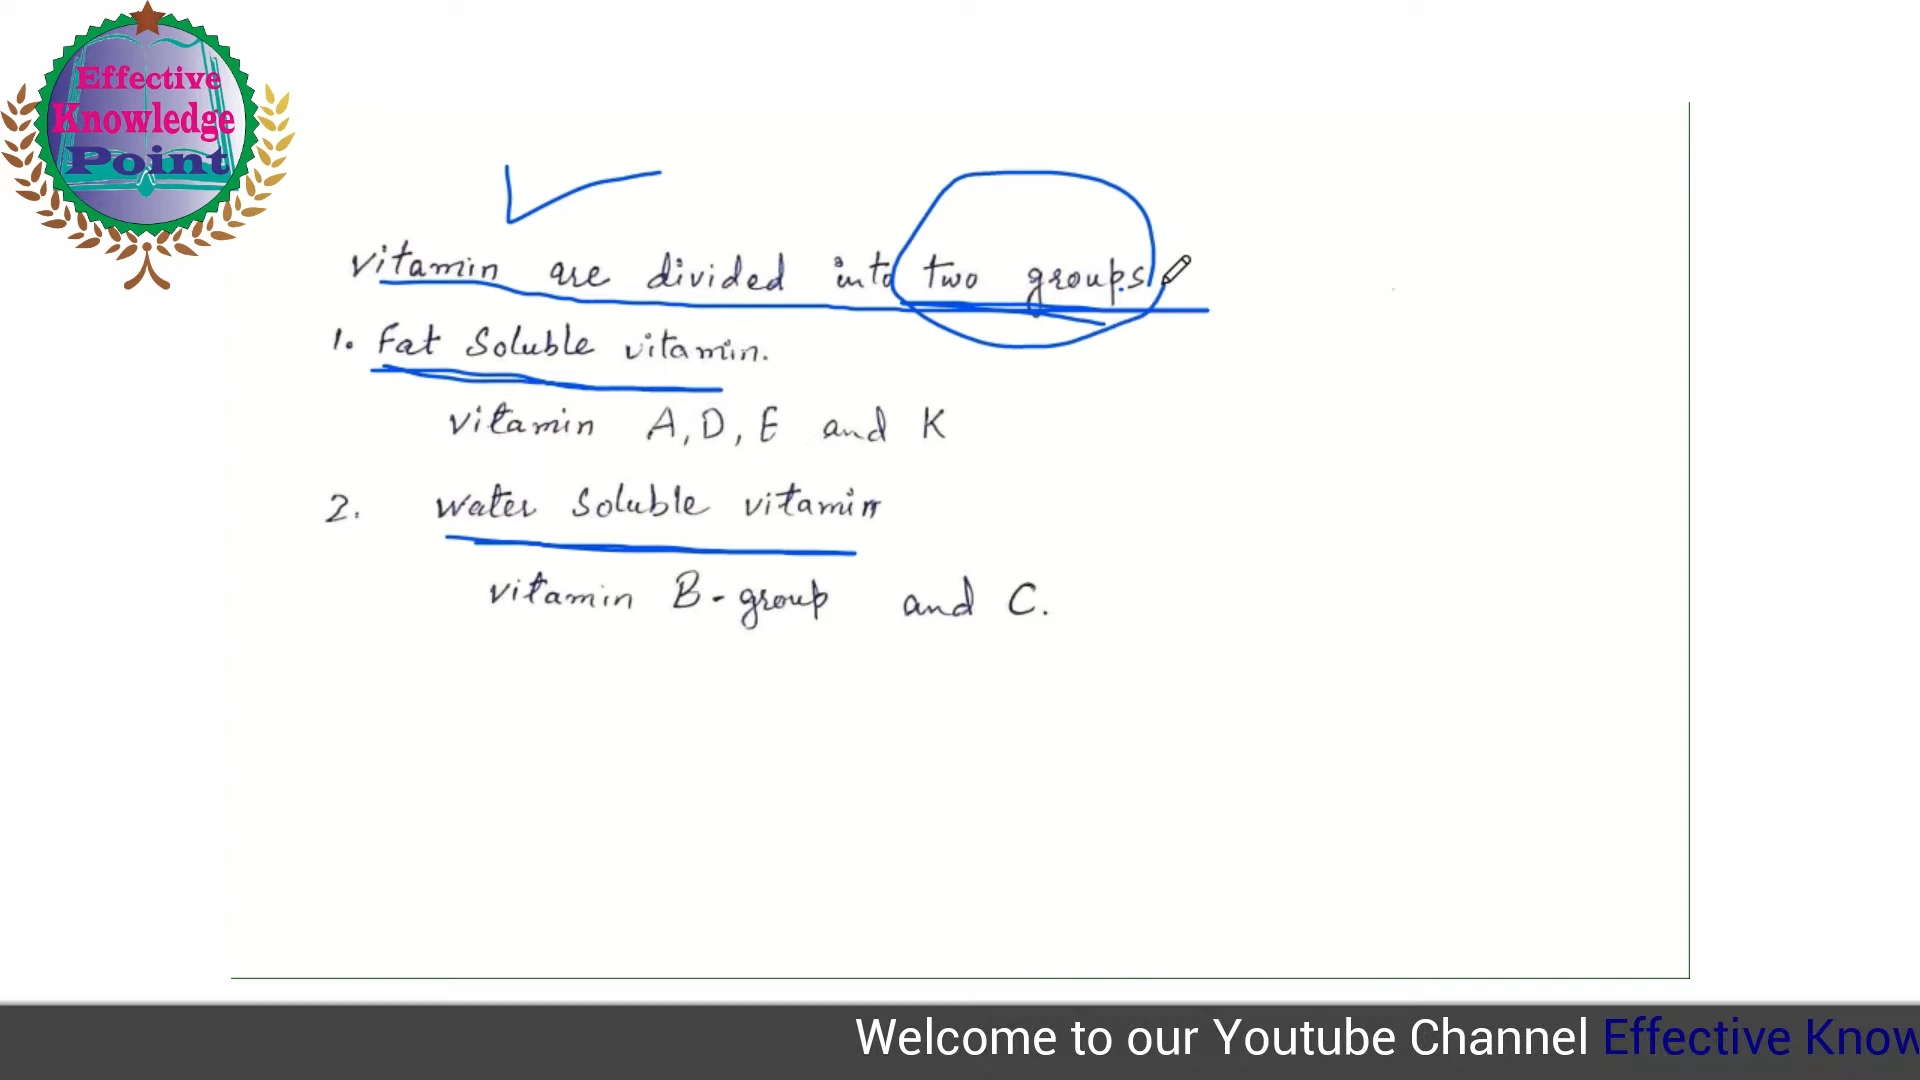 Effective
Knowledge
Point
vitamin are divided into two groups
1. Fat soluble vitamin.
vitamin A, D, E and K
2. water soluble vitamin
vitamin B-group and C.
Welcome to our Youtube Channel Effective Know